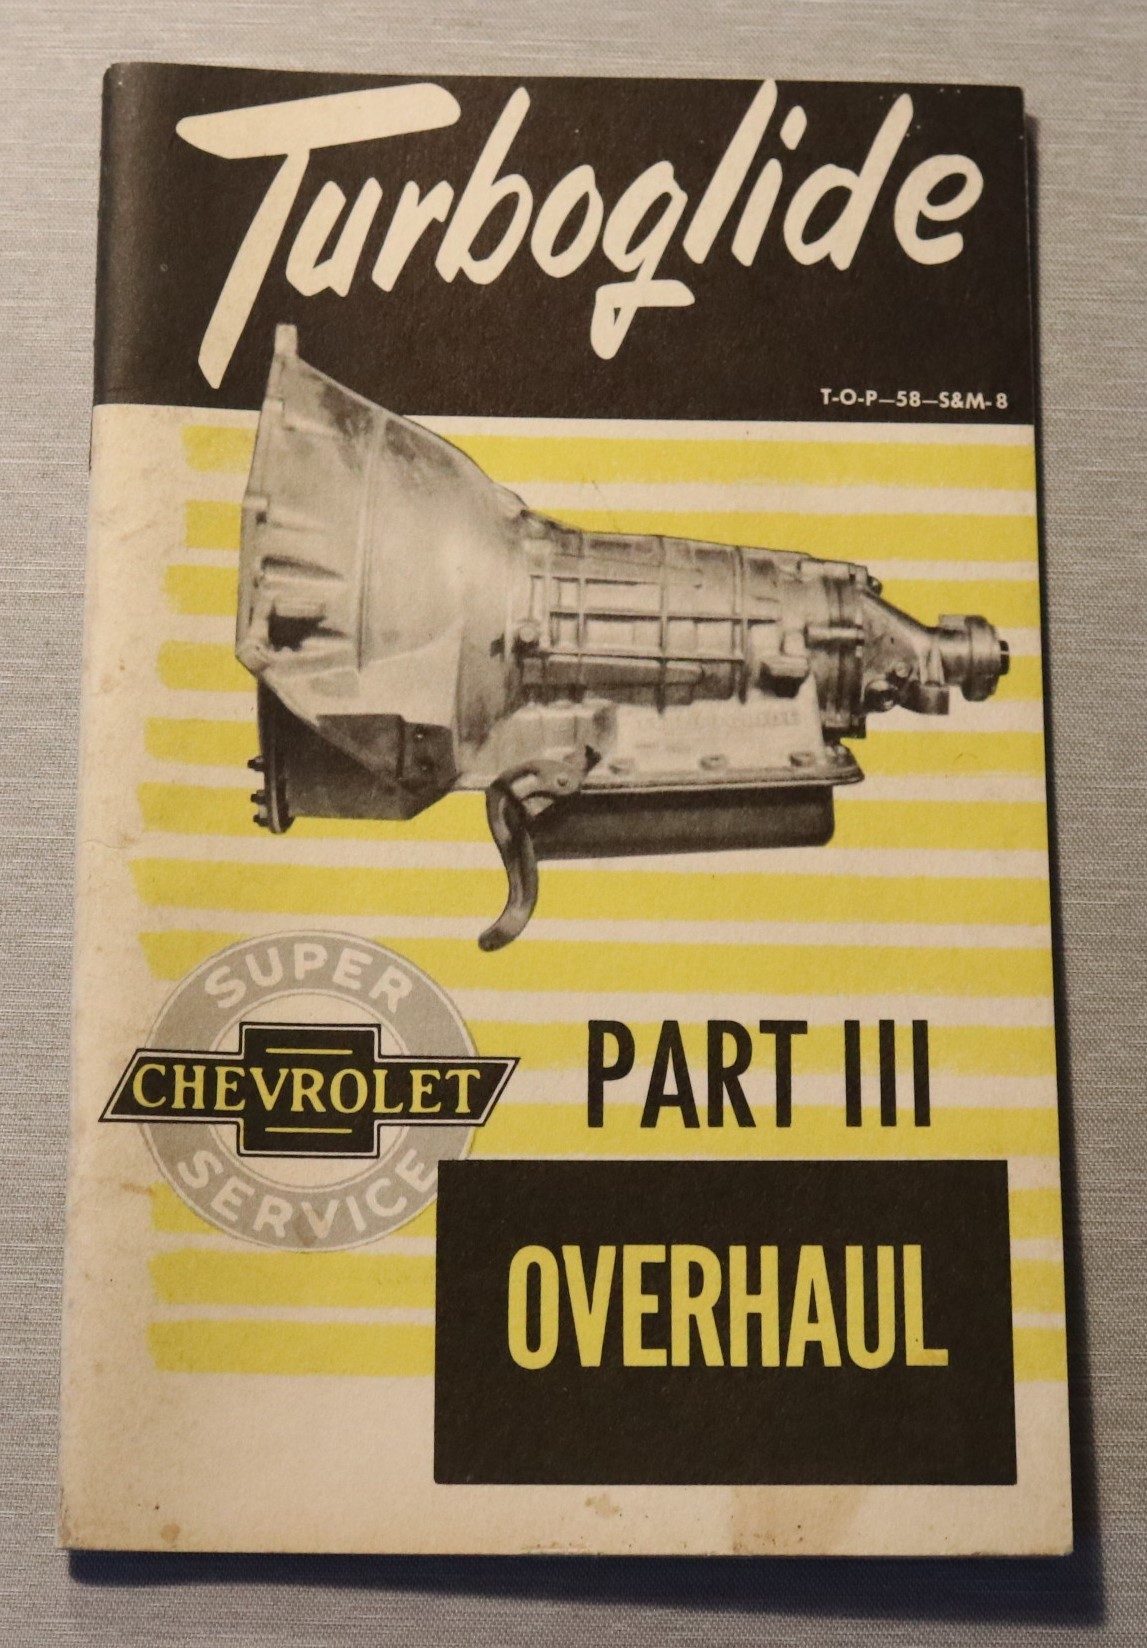 Turboglide
T-O-P—58—S&M-8
SUPER
CHEVROLET
SERVICE
PART III
OVERHAUL